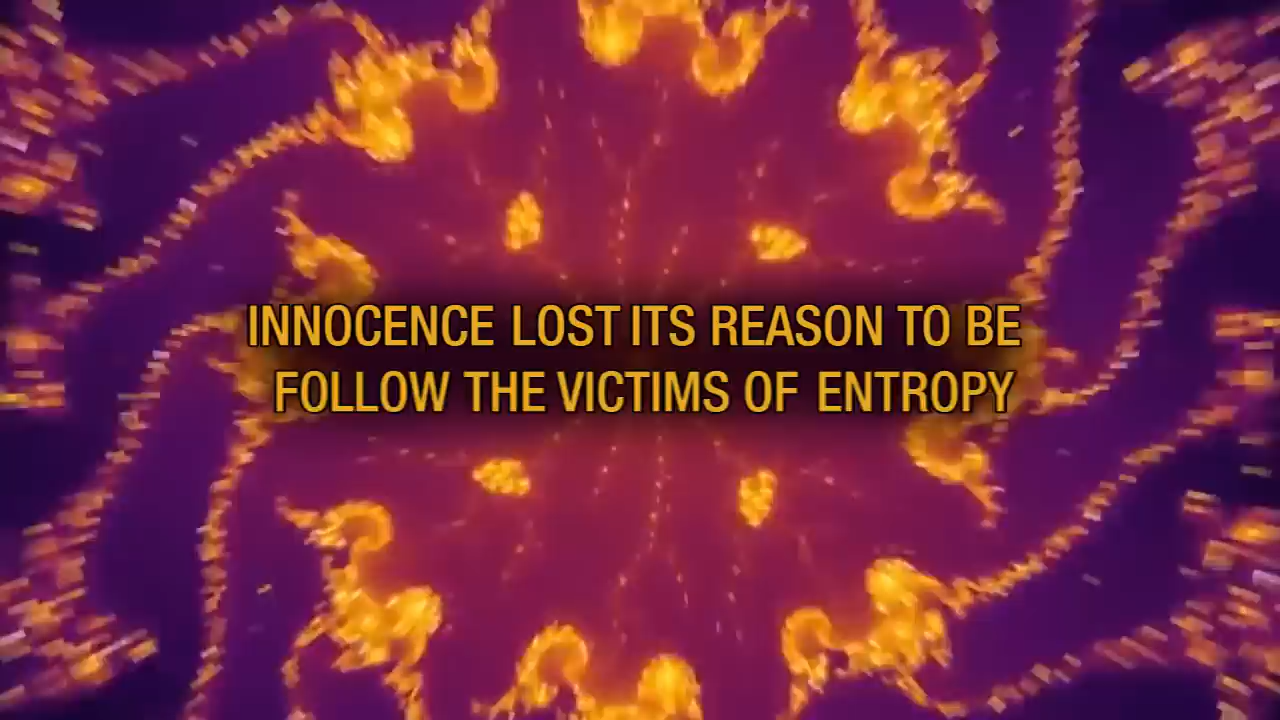 INNOCENCE LOST ITS REASON TO BE
FOLLOW THE VICTIMS OF ENTROPY